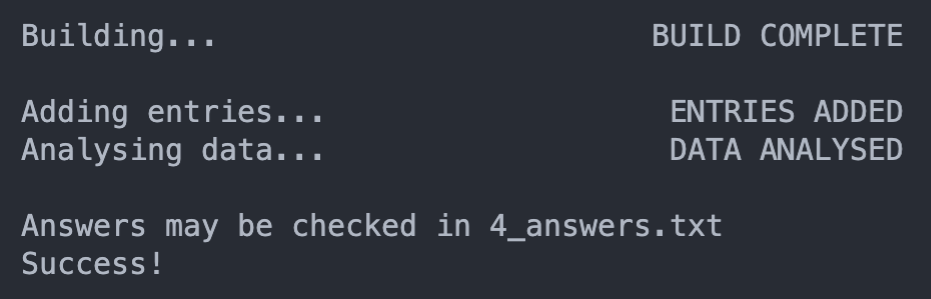 Building... BUILD COMPLETE
Adding entries... ENTRIES ADDED
Analysing data... DATA ANALYSED
Answers may be checked in 4_answers.txt
Success!